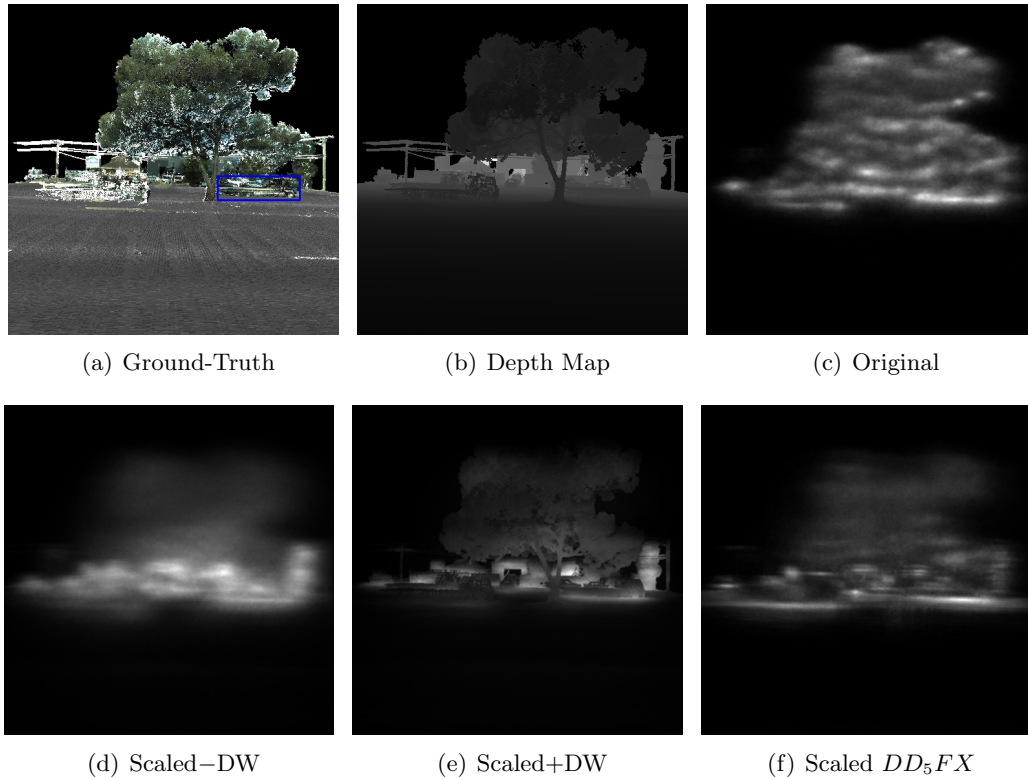 (a) Ground-Truth
(b) Depth Map
(c) Original
(d) Scaled−DW
(e) Scaled+DW
(f) Scaled DD₅FX